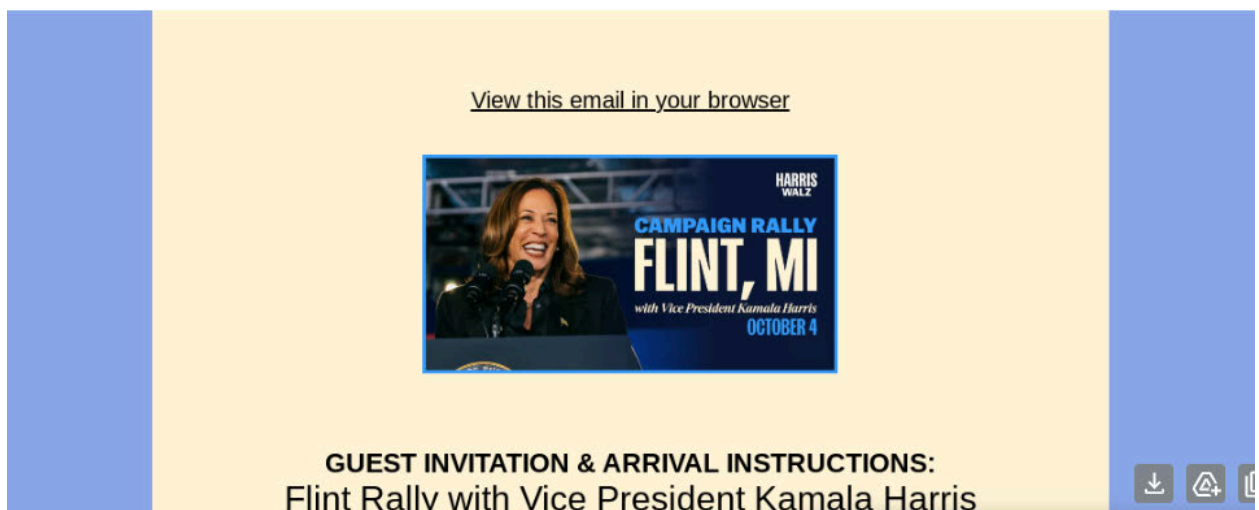 View this email in your browser
HARRIS
WALZ
CAMPAIGN RALLY
FLINT, MI
with Vice President Kamala Harris
OCTOBER 4
GUEST INVITATION & ARRIVAL INSTRUCTIONS:
Flint Rally with Vice President Kamala Harris